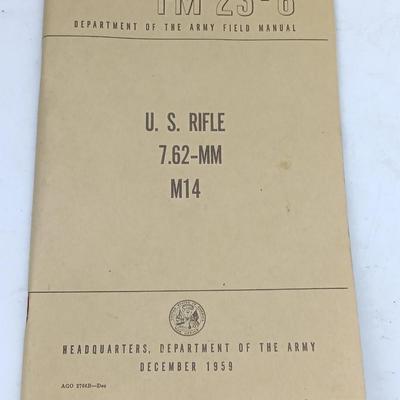 23-8
DEPARTMENT OF THE ARMY FIELD MANUAL
U. S. RIFLE
7.62-MM
M14
HEADQUARTERS, DEPARTMENT OF THE ARMY
DECEMBER 1959